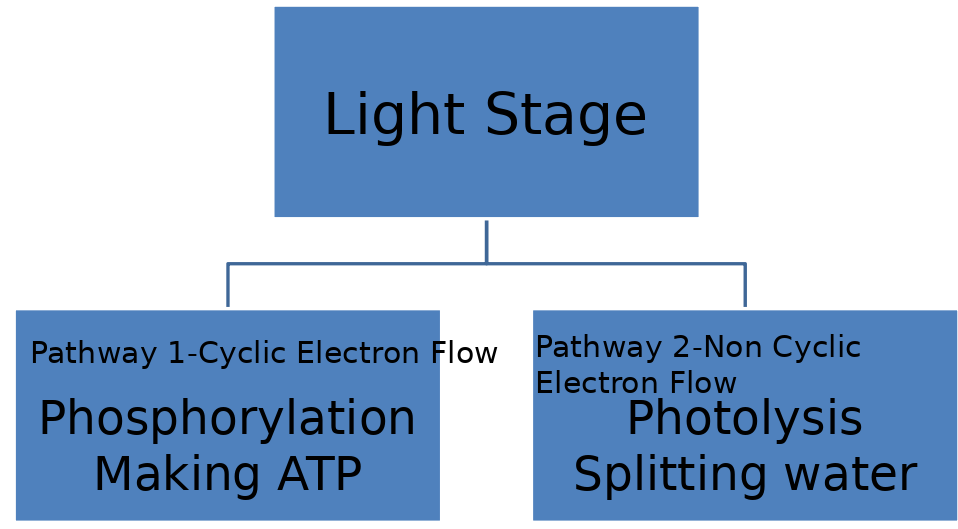 Light Stage
Pathway 1-Cyclic Electron Flow
Phosphorylation
Making ATP
Pathway 2-Non Cyclic
Electron Flow
Photolysis
Splitting water